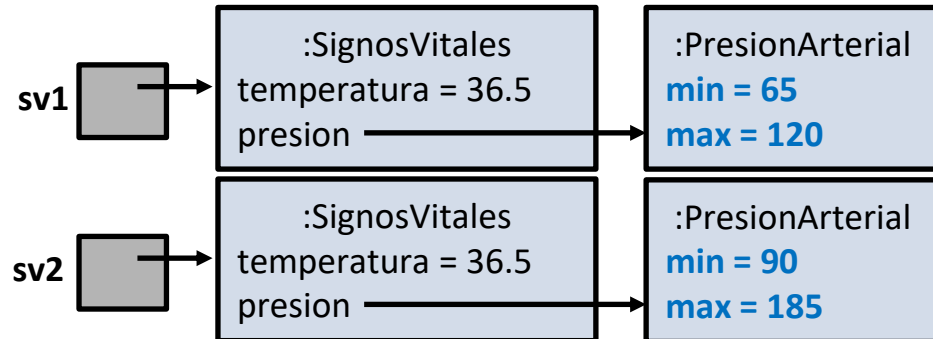 sv1
:SignosVitales
temperatura = 36.5
presion
:PresionArterial
min = 65
max = 120
sv2
:SignosVitales
temperatura = 36.5
presion
:PresionArterial
min = 90
max = 185